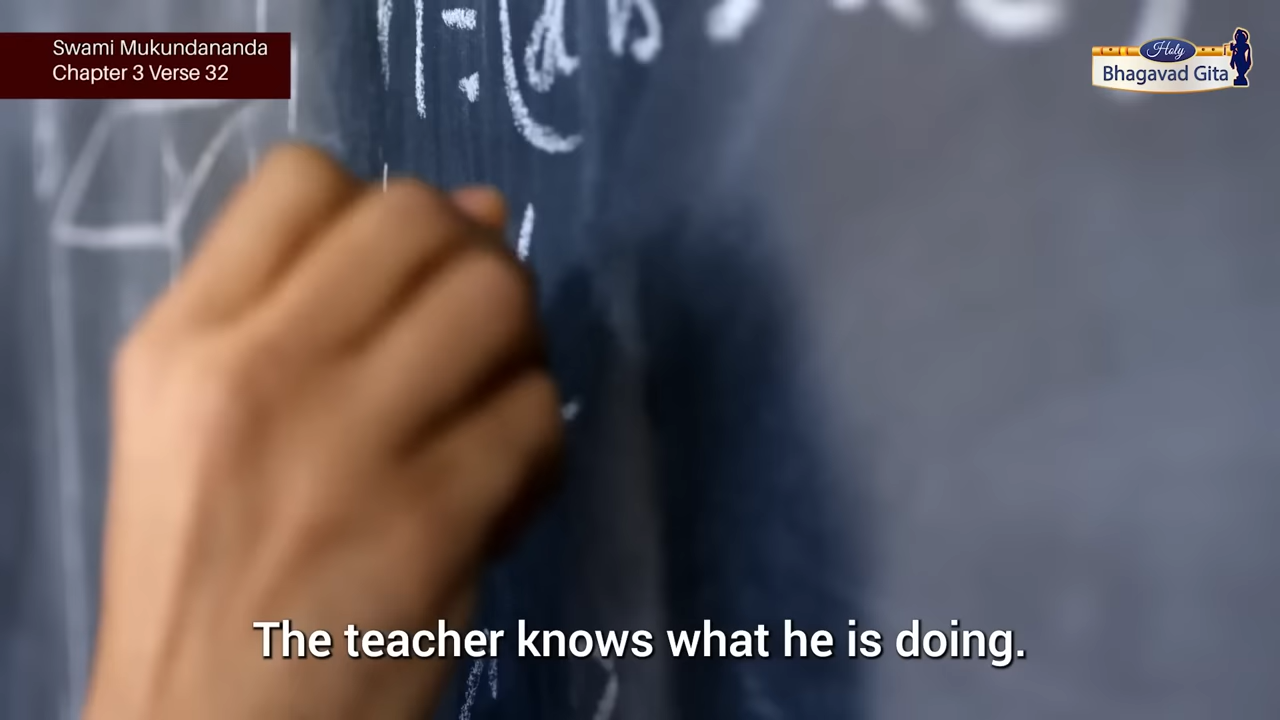 Swami Mukundananda
Chapter 3 Verse 32
Holy
Bhagavad Gita
The teacher knows what he is doing.